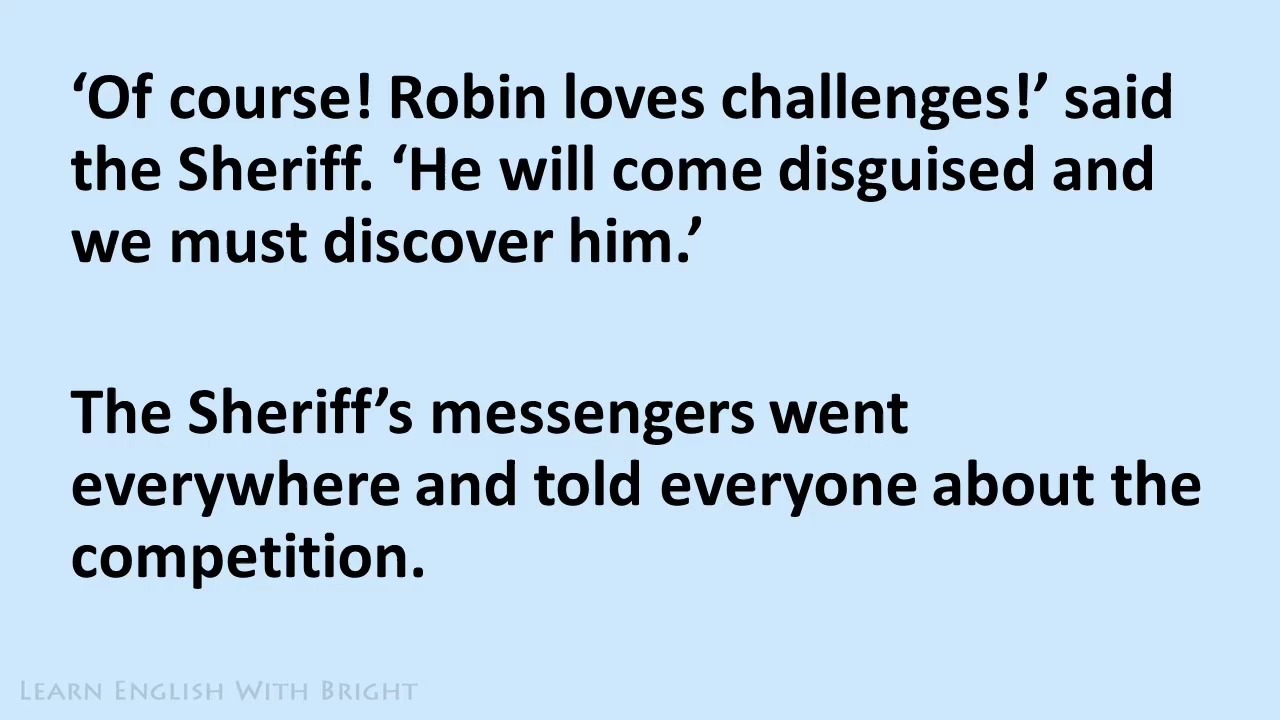 ‘Of course! Robin loves challenges!’ said
the Sheriff. ‘He will come disguised and
we must discover him.’
The Sheriff’s messengers went
everywhere and told everyone about the
competition.
Learn English With Bright